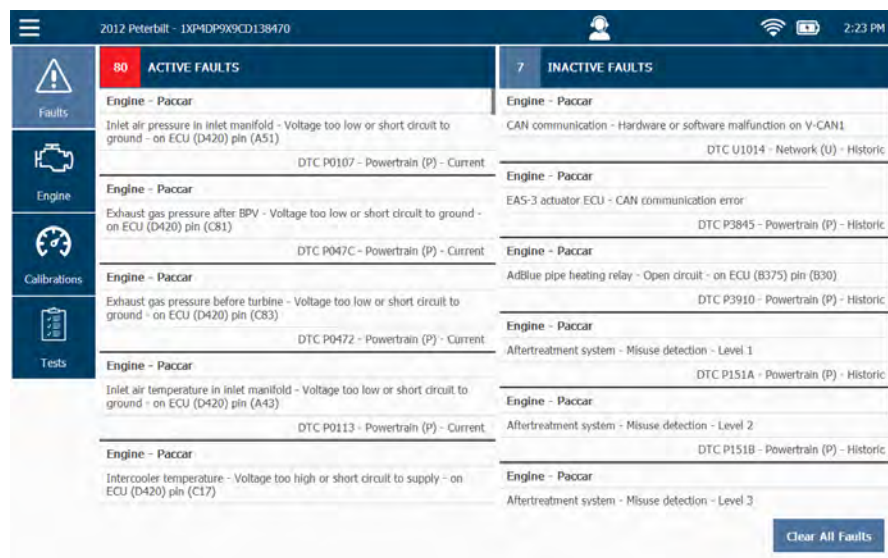 2012 Peterbilt - 1XP4DP9X9CD138470
2:23 PM
Faults
Engine
Calibrations
Tests
80 ACTIVE FAULTS
Engine - Paccar
Inlet air pressure in inlet manifold - Voltage too low or short circuit to
ground - on ECU (D420) pin (A51)
DTC P0107 - Powertrain (P) - Current
Engine - Paccar
Exhaust gas pressure after BPV - Voltage too low or short circuit to ground -
on ECU (D420) pin (C81)
DTC P047C - Powertrain (P) - Current
Engine - Paccar
Exhaust gas pressure before turbine - Voltage too low or short circuit to
ground - on ECU (D420) pin (C83)
DTC P0472 - Powertrain (P) - Current
Engine - Paccar
Inlet air temperature in inlet manifold - Voltage too low or short circuit to
ground - on ECU (D420) pin (A43)
DTC P0113 - Powertrain (P) - Current
Engine - Paccar
Intercooler temperature - Voltage too high or short circuit to supply - on
ECU (D420) pin (C17)
7 INACTIVE FAULTS
Engine - Paccar
CAN communication - Hardware or software malfunction on V-CAN1
DTC U1014 - Network (U) - Historic
Engine - Paccar
EAS-3 actuator ECU - CAN communication error
DTC P3845 - Powertrain (P) - Historic
Engine - Paccar
AdBlue pipe heating relay - Open circuit - on ECU (B375) pin (B30)
DTC P3910 - Powertrain (P) - Historic
Engine - Paccar
Aftertreatment system - Misuse detection - Level 1
DTC P151A - Powertrain (P) - Historic
Engine - Paccar
Aftertreatment system - Misuse detection - Level 2
DTC P151B - Powertrain (P) - Historic
Engine - Paccar
Aftertreatment system - Misuse detection - Level 3
Clear All Faults